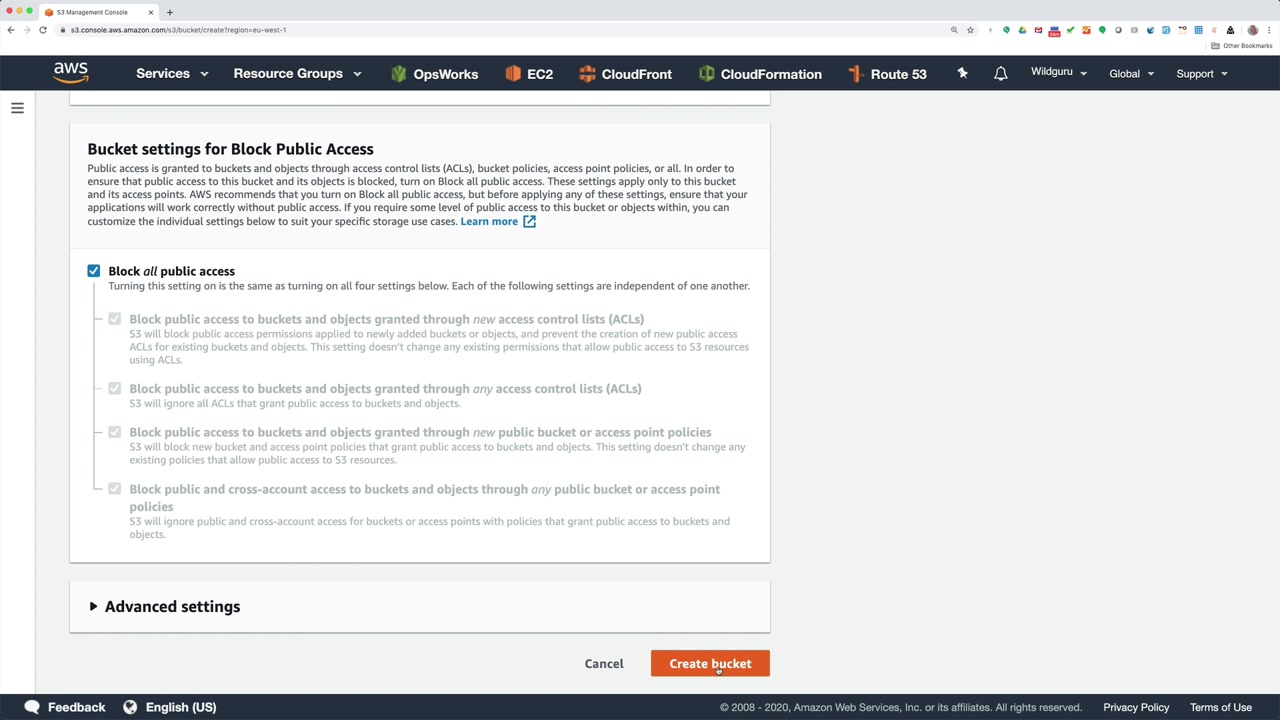 S3 Management Console
s3.console.aws.amazon.com/s3/bucket/create?region=eu-west-1
Other Bookmarks
aws
Services
Resource Groups
OpsWorks
EC2
CloudFront
CloudFormation
Route 53
Wildguru
Global
Support
Bucket settings for Block Public Access
Public access is granted to buckets and objects through access control lists (ACLs), bucket policies, access point policies, or all. In order to
ensure that public access to this bucket and its objects is blocked, turn on Block all public access. These settings apply only to this bucket
and its access points. AWS recommends that you turn on Block all public access, but before applying any of these settings, ensure that your
applications will work correctly without public access. If you require some level of public access to this bucket or objects within, you can
customize the individual settings below to suit your specific storage use cases. Learn more
Block all public access
Turning this setting on is the same as turning on all four settings below. Each of the following settings are independent of one another.
Block public access to buckets and objects granted through new access control lists (ACLs)
S3 will block public access permissions applied to newly added buckets or objects, and prevent the creation of new public access
ACLs for existing buckets and objects. This setting doesn't change any existing permissions that allow public access to S3 resources
using ACLs.
Block public access to buckets and objects granted through any access control lists (ACLs)
S3 will ignore all ACLs that grant public access to buckets and objects.
Block public access to buckets and objects granted through new public bucket or access point policies
S3 will block new bucket and access point policies that grant public access to buckets and objects. This setting doesn't change any
existing policies that allow public access to S3 resources.
Block public and cross-account access to buckets and objects through any public bucket or access point
policies
S3 will ignore public and cross-account access for buckets or access points with policies that grant public access to buckets and
objects.
Advanced settings
Cancel
Create bucket
Feedback
English (US)
© 2008 - 2020, Amazon Web Services, Inc. or its affiliates. All rights reserved.
Privacy Policy
Terms of Use